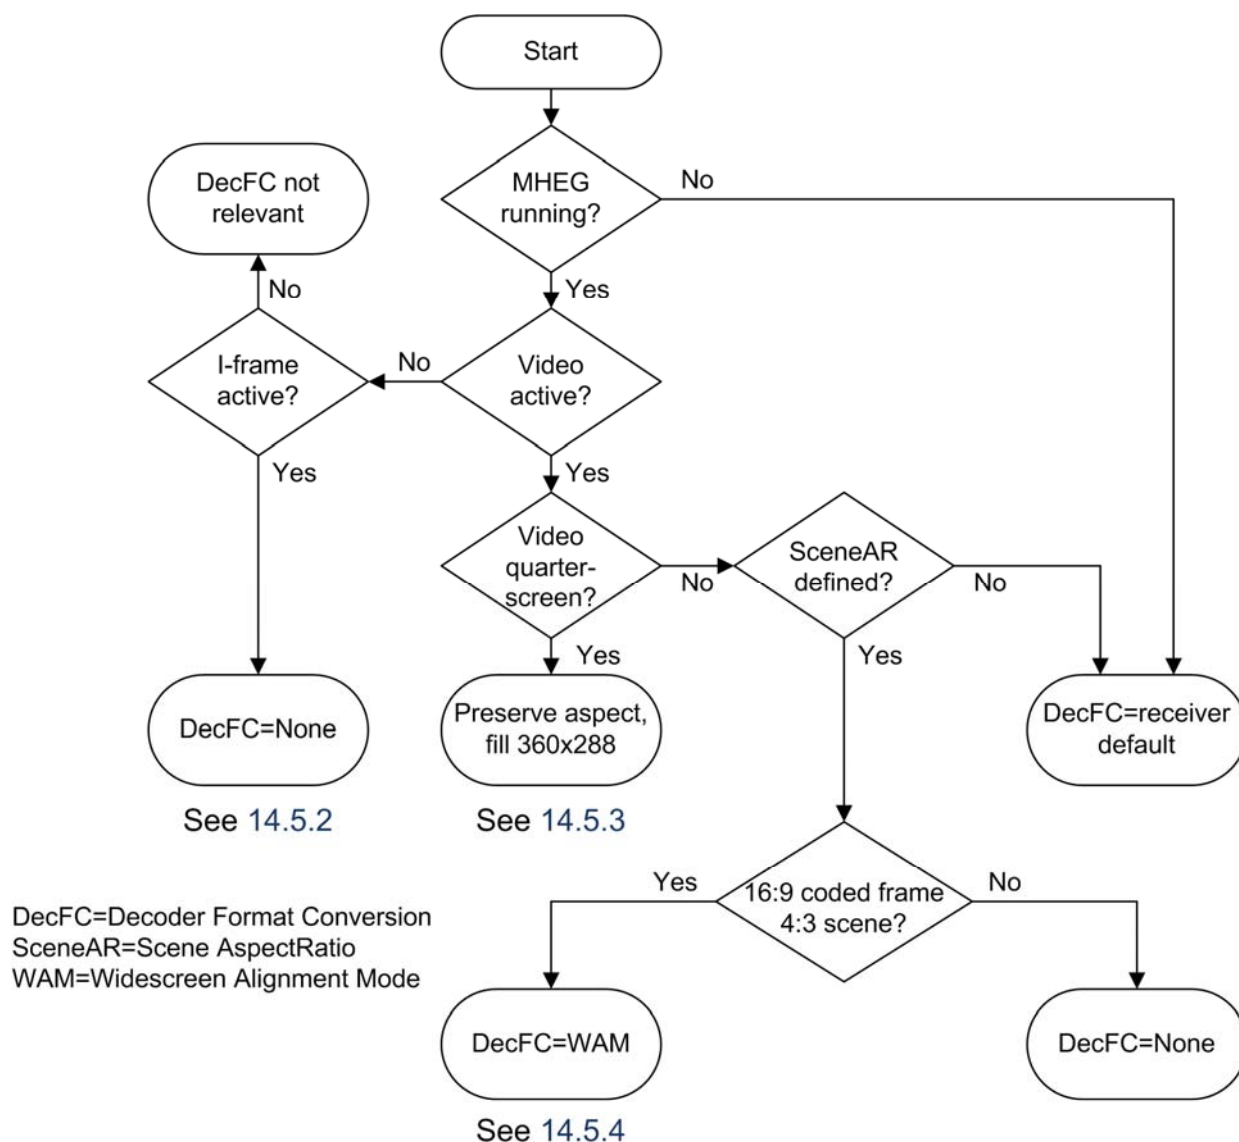 Start
DecFC not
relevant
MHEG
running?
No
No
Yes
I-frame
active?
No
Video
active?
Yes
Yes
Video
quarter-
screen?
No
SceneAR
defined?
No
Yes
Yes
DecFC=None
Preserve aspect,
fill 360x288
DecFC=receiver
default
See 14.5.2
See 14.5.3
Yes
16:9 coded frame
4:3 scene?
No
DecFC=Decoder Format Conversion
SceneAR=Scene AspectRatio
WAM=Widescreen Alignment Mode
DecFC=WAM
DecFC=None
See 14.5.4